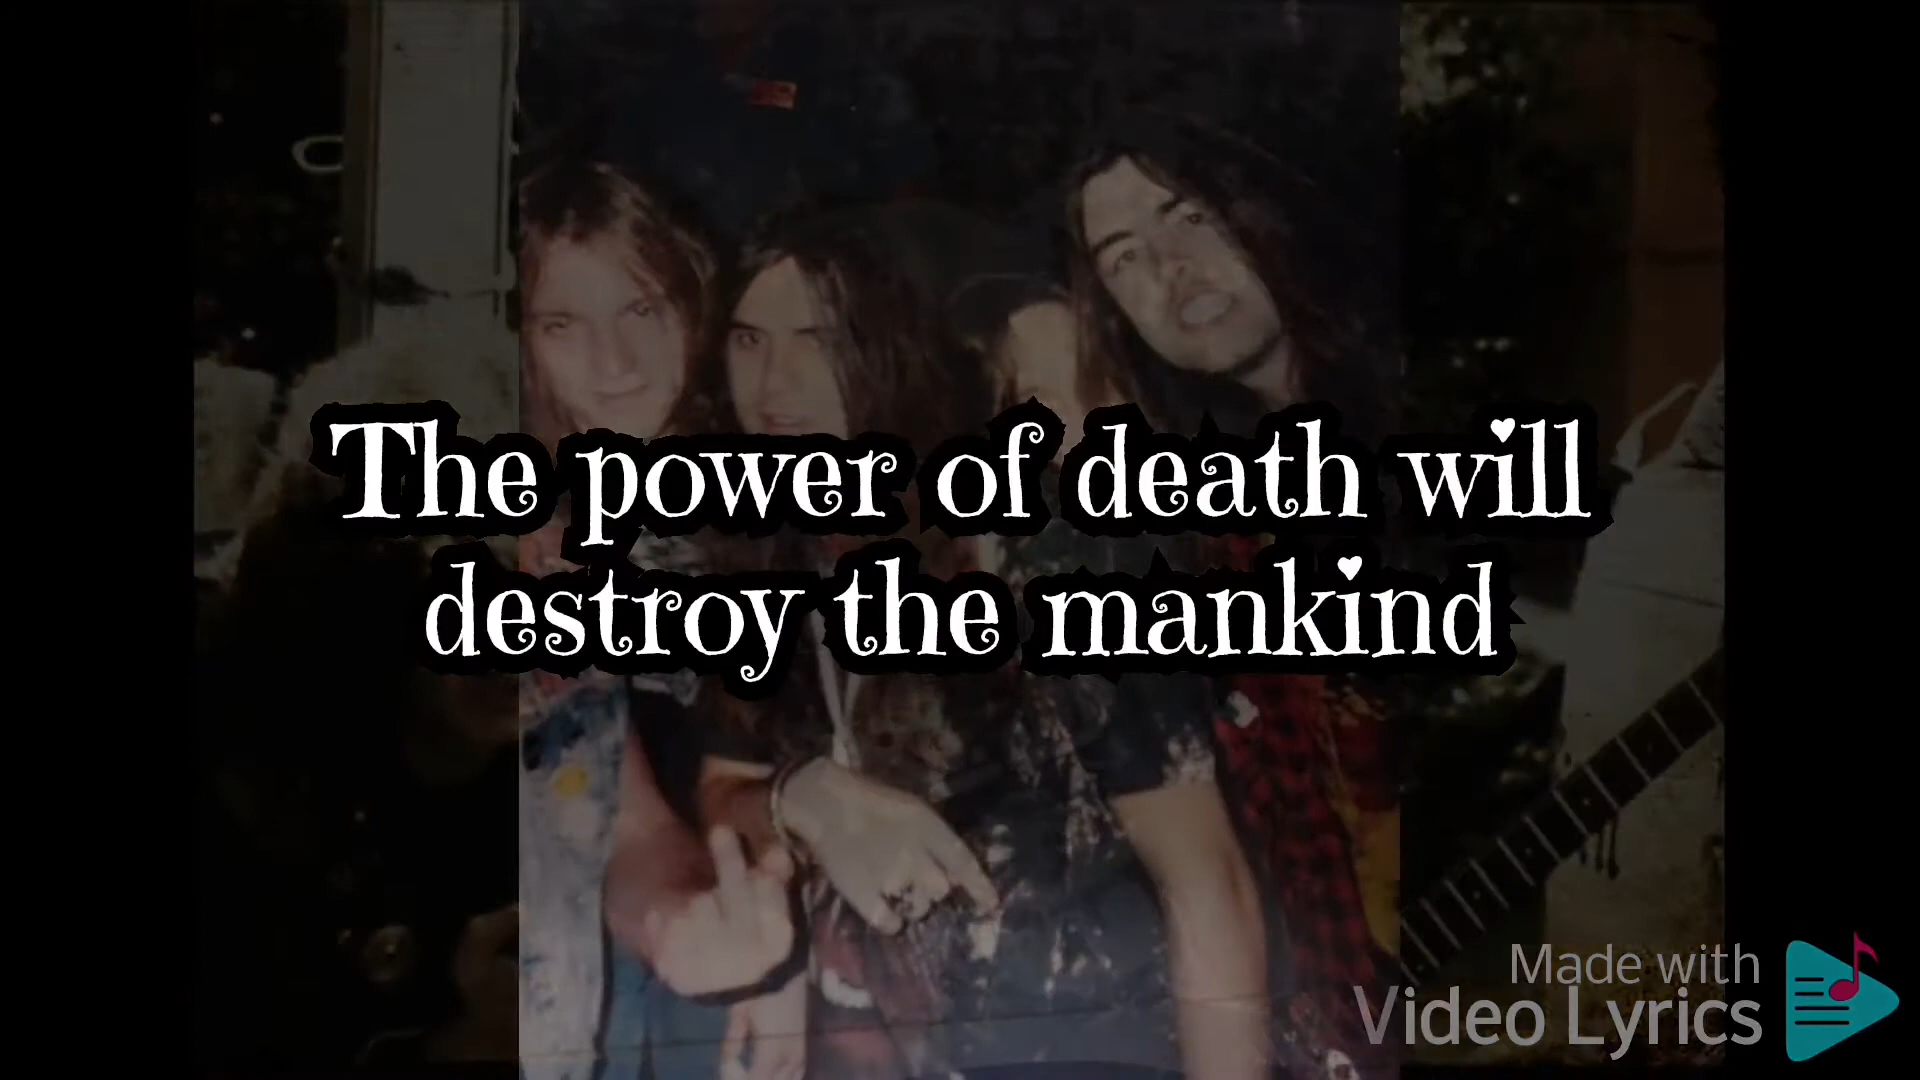 The power of death will
destroy the mankind
Made with
Video Lyrics